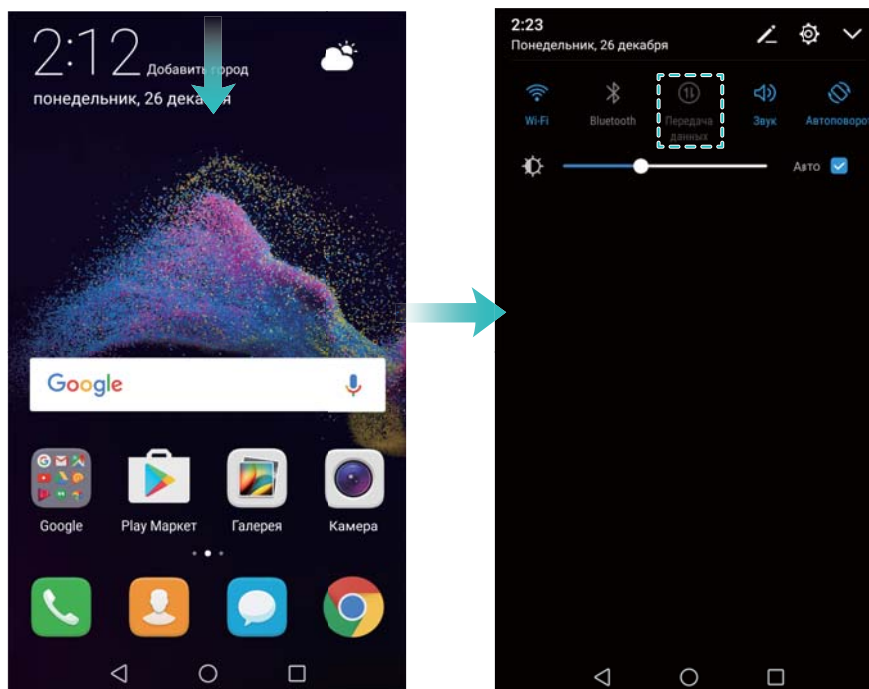 2:12
Добавить город
понедельник, 26 декабря
Google
Google
Play Маркет
Галерея
Камера
2:23
Понедельник, 26 декабря
Wi-Fi
Bluetooth
Передача
данных
Звук
Автоповорот
Авто